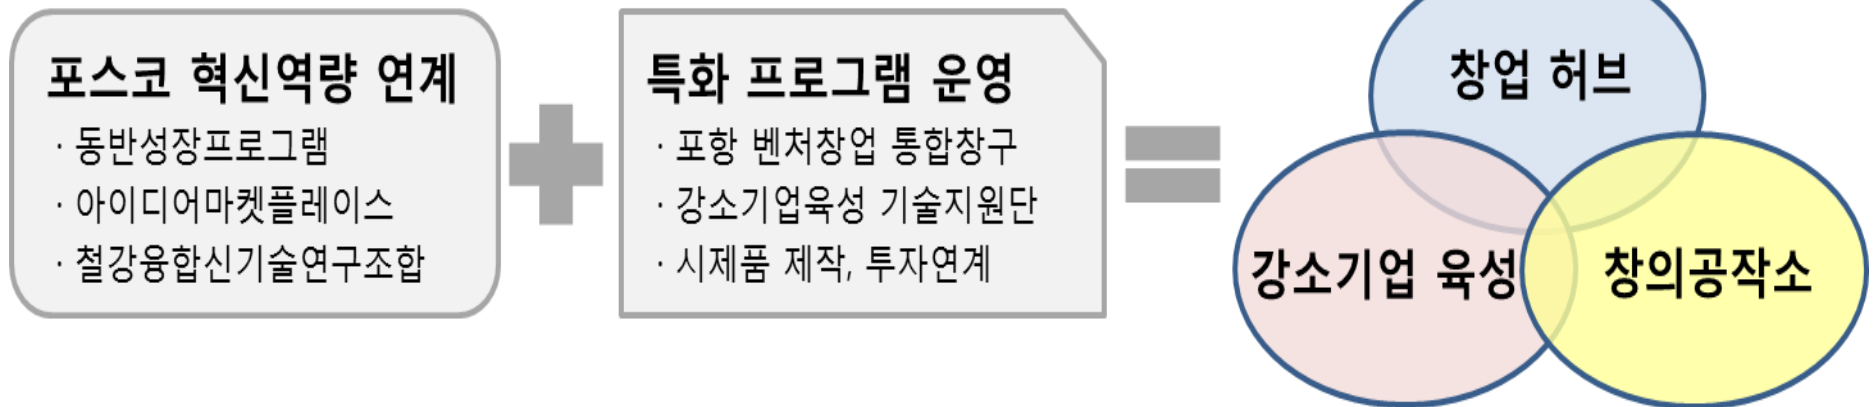 포스코 혁신역량 연계
· 동반성장프로그램
· 아이디어마켓플레이스
· 철강융합신기술연구조합
특화 프로그램 운영
· 포항 벤처창업 통합창구
· 강소기업육성 기술지원단
· 시제품 제작, 투자연계
창업 허브
강소기업 육성
창의공작소